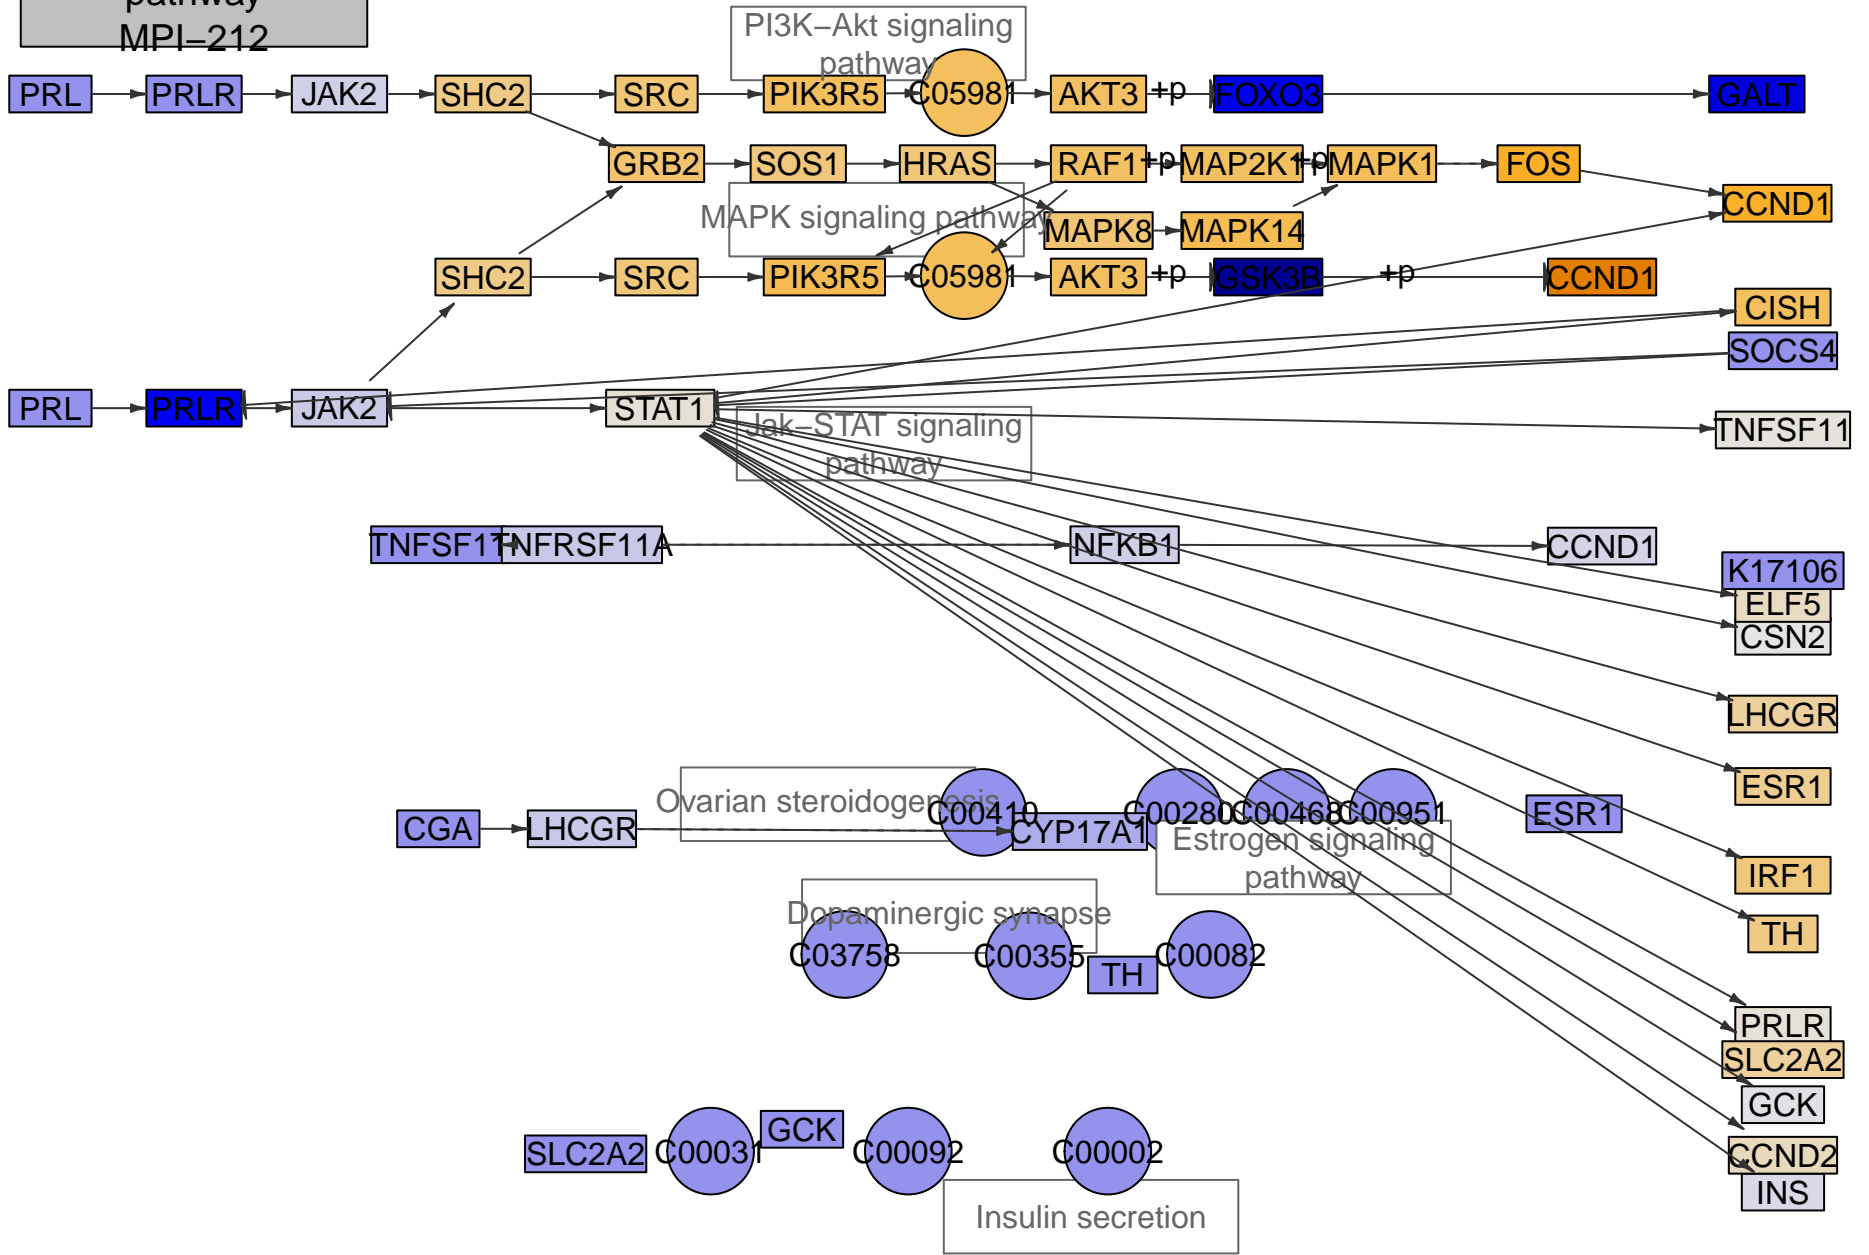 pathway
MPI−212
PI3K−Akt signaling
pathway
PRL
PRLR
JAK2
SHC2
SRC
PIK3R5
C05981
AKT3
+p
FOXO3
GALT
GRB2
SOS1
HRAS
RAF1
+p
MAP2K1
+p
MAPK1
FOS
CCND1
MAPK signaling pathway
MAPK8
MAPK14
SHC2
SRC
PIK3R5
C05981
AKT3
+p
GSK3B
+p
CCND1
CISH
SOCS4
PRL
PRLR
JAK2
STAT1
Jak−STAT signaling
pathway
TNFSF11
TNFSF11
TNFRSF11A
NFKB1
CCND1
K17106
ELF5
CSN2
LHCGR
ESR1
Ovarian steroidogenesis
C00410
C00280
C00468
C00951
ESR1
CGA
LHCGR
CYP17A1
Estrogen signaling
pathway
IRF1
Dopaminergic synapse
TH
C03758
C00355
TH
C00082
PRLR
SLC2A2
GCK
SLC2A2
C00031
GCK
C00092
C00002
CCND2
INS
Insulin secretion